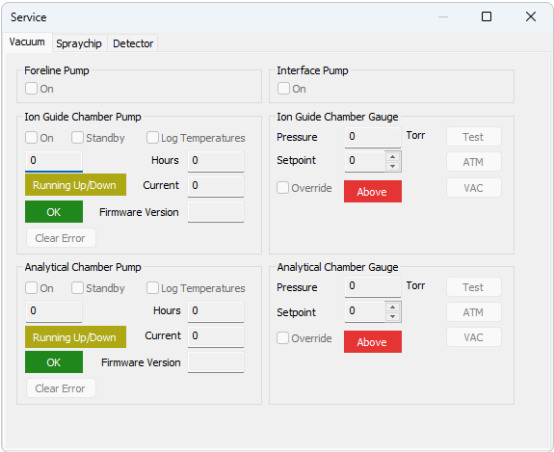 Service
Vacuum Spraychip Detector
Foreline Pump
On
Interface Pump
On
Ion Guide Chamber Pump
On Standby Log Temperatures
0 Hours 0
Running Up/Down Current 0
OK Firmware Version
Clear Error
Ion Guide Chamber Gauge
Pressure 0 Torr Test
Setpoint 0 ATM
Override Above VAC
Analytical Chamber Pump
On Standby Log Temperatures
0 Hours 0
Running Up/Down Current 0
OK Firmware Version
Clear Error
Analytical Chamber Gauge
Pressure 0 Torr Test
Setpoint 0 ATM
Override Above VAC